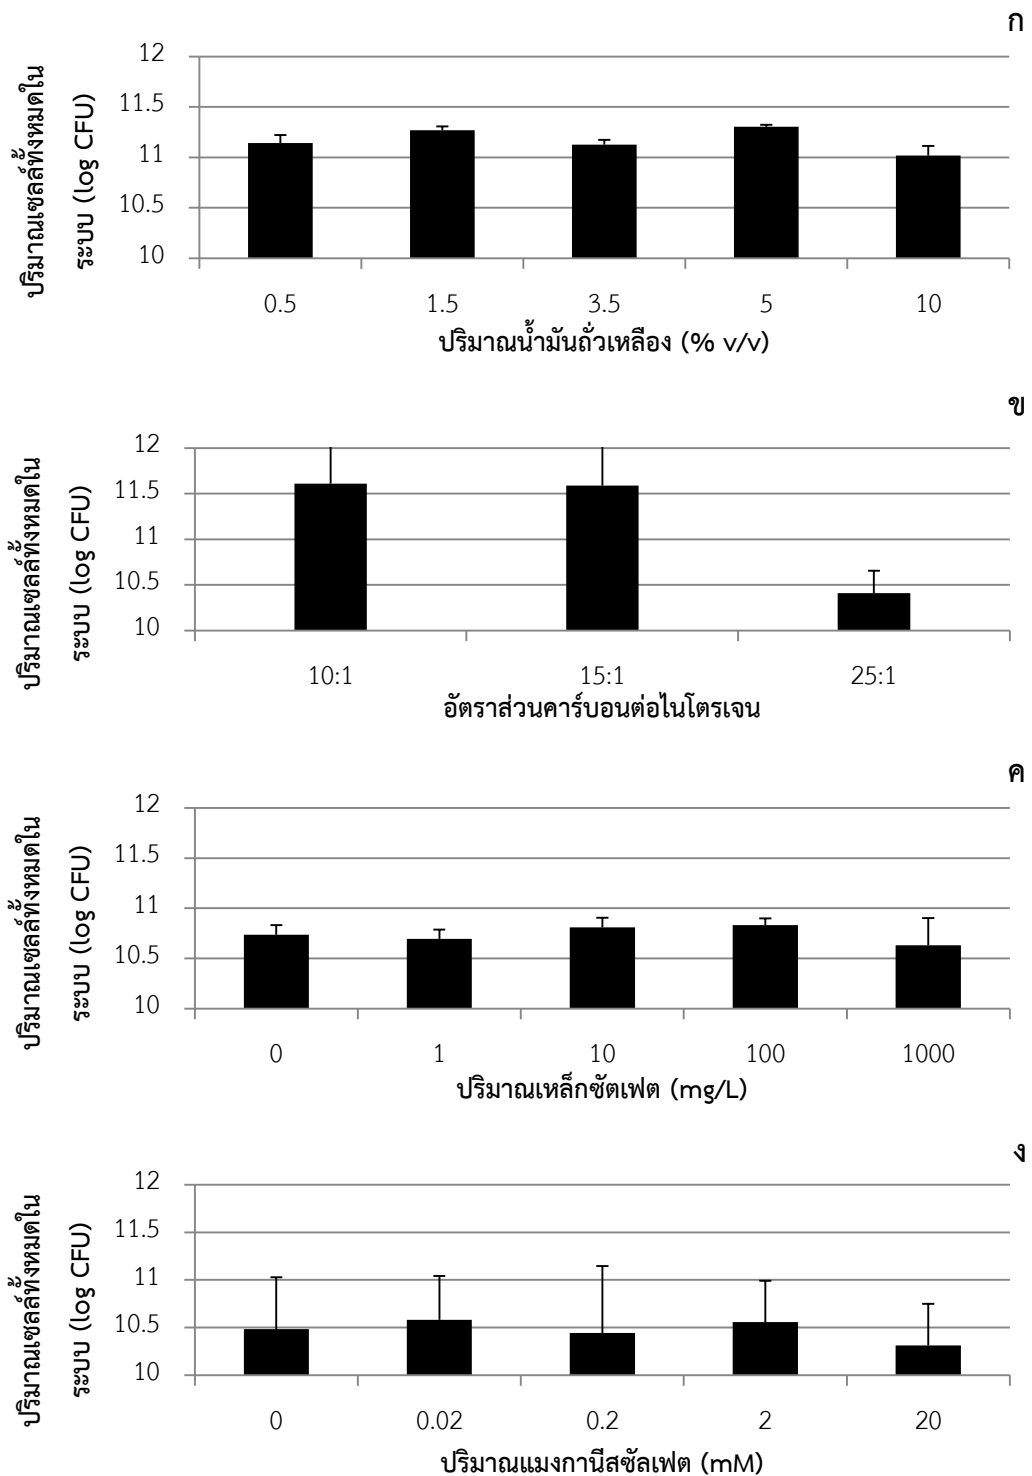 ก
12
11.5
11
10.5
10
ปริมาณเซลล์ทั้งหมดใน
ระบบ (log CFU)
0.5 1.5 3.5 5 10
ปริมาณน้ำมันถั่วเหลือง (% v/v)
ข
12
11.5
11
10.5
10
ปริมาณเซลล์ทั้งหมดใน
ระบบ (log CFU)
10:1 15:1 25:1
อัตราส่วนคาร์บอนต่อไนโตรเจน
ค
12
11.5
11
10.5
10
ปริมาณเซลล์ทั้งหมดใน
ระบบ (log CFU)
0 1 10 100 1000
ปริมาณเหล็กซัตเฟต (mg/L)
ง
12
11.5
11
10.5
10
ปริมาณเซลล์ทั้งหมดใน
ระบบ (log CFU)
0 0.02 0.2 2 20
ปริมาณแมงกานีสซัลเฟต (mM)